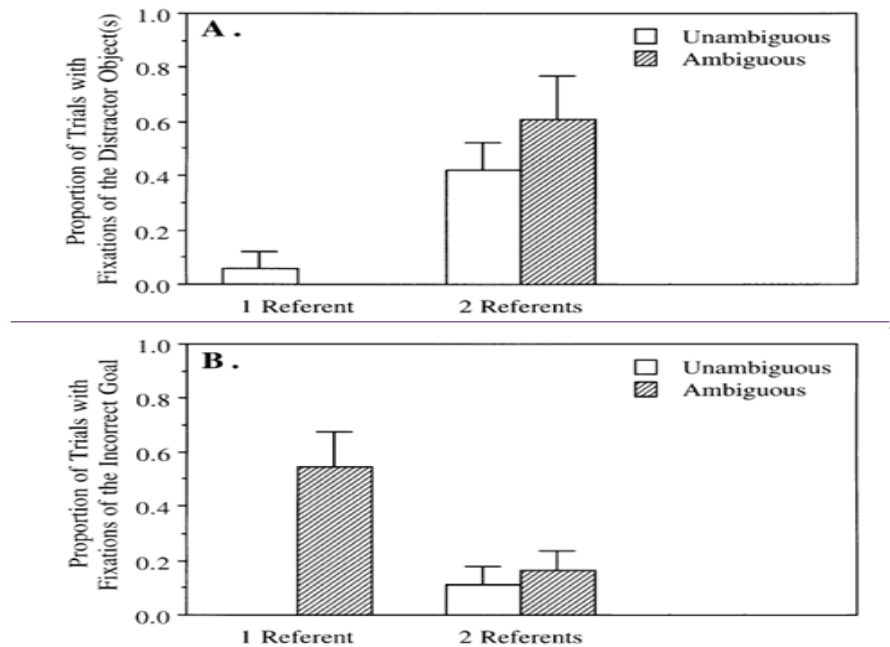 A.
Unambiguous
Ambiguous
Proportion of Trials with
Fixations of the Distractor Object(s)
1.0
0.8
0.6
0.4
0.2
0.0
1 Referent
2 Referents
B.
Unambiguous
Ambiguous
Proportion of Trials with
Fixations of the Incorrect Goal
1.0
0.8
0.6
0.4
0.2
0.0
1 Referent
2 Referents